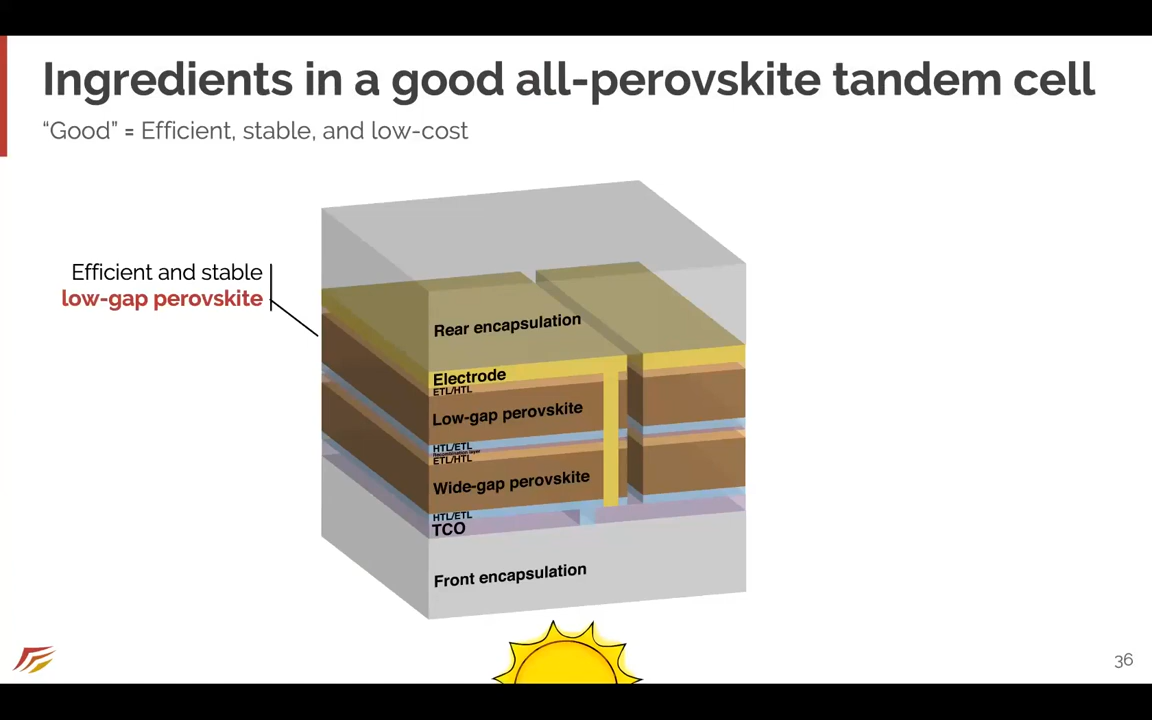 Ingredients in a good all-perovskite tandem cell
“Good” = Efficient, stable, and low-cost
Efficient and stable
low-gap perovskite
Rear encapsulation
Electrode
ETL/HTL
Low-gap perovskite
HTL/ETL
Recombination layer
ETL/HTL
Wide-gap perovskite
HTL/ETL
TCO
Front encapsulation
36